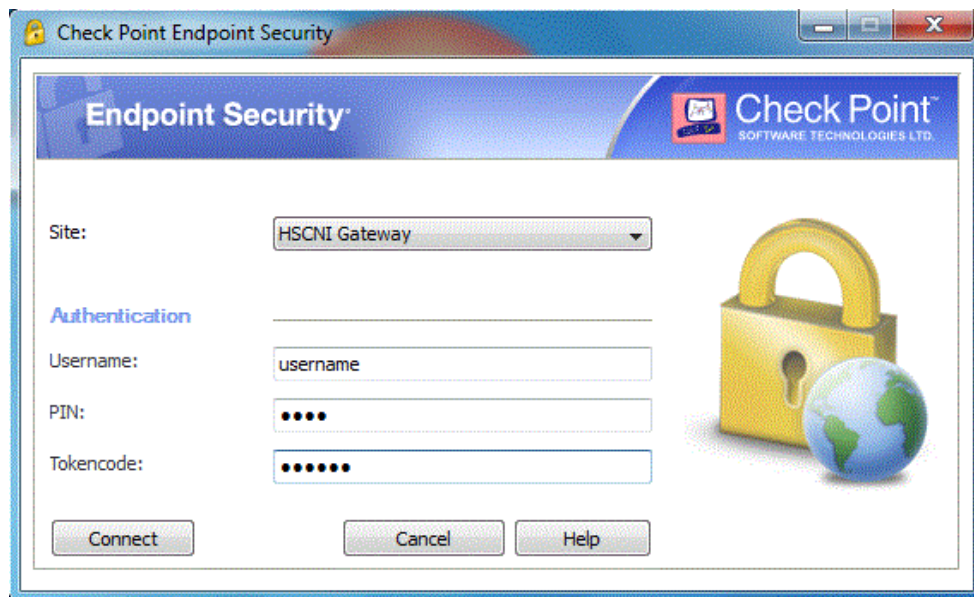 Check Point Endpoint Security
Endpoint Security
Check Point™
SOFTWARE TECHNOLOGIES LTD.
Site: HSCNI Gateway
Authentication
Username: username
PIN: ••••
Tokencode: ••••••
Connect Cancel Help